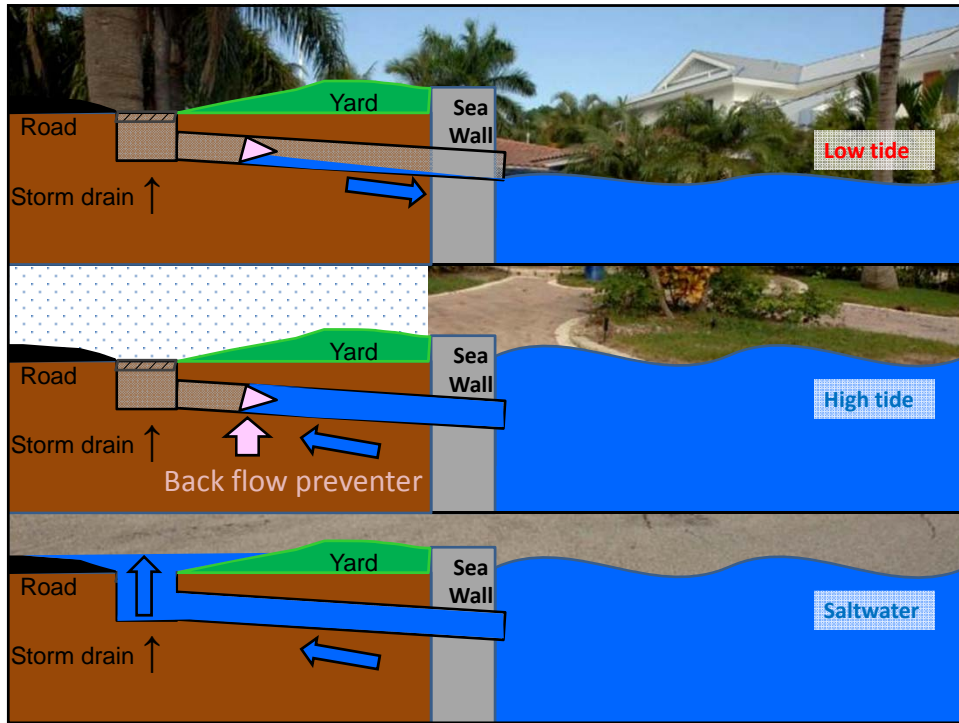 Yard
Road
Sea
Wall
Low tide
Storm drain ↑
Yard
Road
Sea
Wall
High tide
Storm drain ↑
Back flow preventer
Yard
Road
Sea
Wall
Saltwater
Storm drain ↑